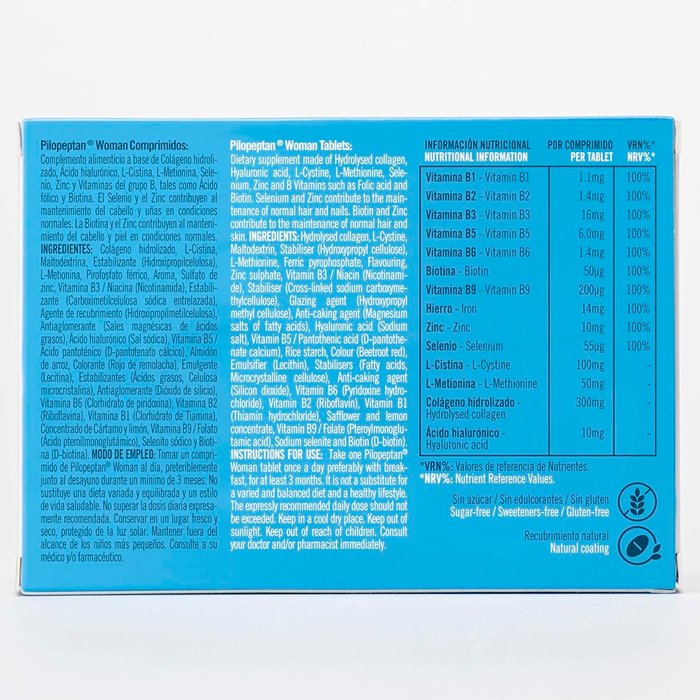 Pilopeptan® Woman Comprimidos:
Complemento alimenticio a base de Colágeno hidroli-
zado, Ácido hialurónico, L-Cistina, L-Metionina, Sele-
nio, Zinc y Vitaminas del grupo B, tales como Ácido
fólico y Biotina. El Selenio y el Zinc contribuyen al
mantenimiento del cabello y uñas en condiciones
normales. La Biotina y el Zinc contribuyen al manteni-
miento del cabello y piel en condiciones normales.
INGREDIENTES: Colágeno hidrolizado, L-Cistina,
Maltodextrina, Estabilizante (Hidroxipropilcelulosa),
L-Metionina, Pirofosfato férrico, Aroma, Sulfato de
zinc, Vitamina B3 / Niacina (Nicotinamida), Estabili-
zante (Carboximetilcelulosa sódica entrelazada),
Agente de recubrimiento (Hidroxipropilmetilcelulosa),
Antiaglomerante (Sales magnésicas de ácidos
grasos), Ácido hialurónico (Sal sódica), Vitamina B5 /
Ácido pantoténico (D-pantotenato cálcico), Almidón
de arroz, Colorante (Rojo de remolacha), Emulgente
(Lecitina), Estabilizantes (Ácidos grasos, Celulosa
microcristalina), Antiaglomerante (Dióxido de silicio),
Vitamina B6 (Clorhidrato de piridoxina), Vitamina B2
(Riboflavina), Vitamina B1 (Clorhidrato de Tiamina),
Concentrado de Cártamo y limón, Vitamina B9 / Folato
(Ácido pteroilmonoglutámico), Selenito sódico y Bioti-
na (D-biotina). MODO DE EMPLEO: Tomar un compri-
mido de Pilopeptan® Woman al día, preferiblemente
junto al desayuno durante un mínimo de 3 meses. No
sustituye una dieta variada y equilibrada y un estilo
de vida saludable. No superar la dosis diaria expresa-
mente recomendada. Conservar en un lugar fresco y
seco, protegido de la luz solar. Mantener fuera del
alcance de los niños más pequeños. Consulte a su
médico y/o farmacéutico.
Pilopeptan® Woman Tablets:
Dietary supplement made of Hydrolysed collagen,
Hyaluronic acid, L-Cystine, L-Methionine, Sele-
nium, Zinc and B Vitamins such as Folic acid and
Biotin. Selenium and Zinc contribute to the main-
tenance of normal hair and nails. Biotin and Zinc
contribute to the maintenance of normal hair and
skin. INGREDIENTS: Hydrolysed collagen, L-Cystine,
Maltodextrin, Stabiliser (Hydroxypropyl cellulose),
L-Methionine, Ferric pyrophosphate, Flavouring,
Zinc sulphate, Vitamin B3 / Niacin (Nicotinami-
de), Stabiliser (Cross-linked sodium carboxyme-
thylcellulose), Glazing agent (Hydroxypropyl
methyl cellulose), Anti-caking agent (Magnesium
salts of fatty acids), Hyaluronic acid (Sodium
salt), Vitamin B5 / Pantothenic acid (D-pantothe-
nate calcium), Rice starch, Colour (Beetroot red),
Emulsifier (Lecithin), Stabilisers (Fatty acids,
Microcrystalline cellulose), Anti-caking agent
(Silicon dioxide), Vitamin B6 (Pyridoxine hydro-
chloride), Vitamin B2 (Riboflavin), Vitamin B1
(Thiamin hydrochloride), Safflower and lemon
concentrate, Vitamin B9 / Folate (Pteroylmonoglu-
tamic acid), Sodium selenite and Biotin (D-biotin).
INSTRUCTIONS FOR USE: Take one Pilopeptan®
Woman tablet once a day preferably with break-
fast, for at least 3 months. It is not a substitute for
a varied and balanced diet and a healthy lifestyle.
The expressly recommended daily dose should not
be exceeded. Keep in a cool dry place. Keep out of
sunlight. Keep out of reach of children. Consult
your doctor and/or pharmacist immediately.
INFORMACIÓN NUTRICIONAL POR COMPRIMIDO VRN%*
NUTRITIONAL INFORMATION PER TABLET NRV%*
Vitamina B1 - Vitamin B1 1.1mg 100%
Vitamina B2 - Vitamin B2 1.4mg 100%
Vitamina B3 - Vitamin B3 16mg 100%
Vitamina B5 - Vitamin B5 6.0mg 100%
Vitamina B6 - Vitamin B6 1.4mg 100%
Biotina - Biotin 50µg 100%
Vitamina B9 - Vitamin B9 200µg 100%
Hierro - Iron 14mg 100%
Zinc - Zinc 10mg 100%
Selenio - Selenium 55µg 100%
L-Cistina - L-Cystine 100mg -
L-Metionina - L-Methionine 50mg -
Colágeno hidrolizado - 300mg -
Hydrolysed collagen
Ácido hialurónico - 10mg -
Hyaluronic acid
*VRN%: Valores de referencia de Nutrientes.
*NRV%: Nutrient Reference Values.
Sin azúcar / Sin edulcorantes / Sin gluten
Sugar-free / Sweeteners-free / Gluten-free
Recubrimiento natural
Natural coating